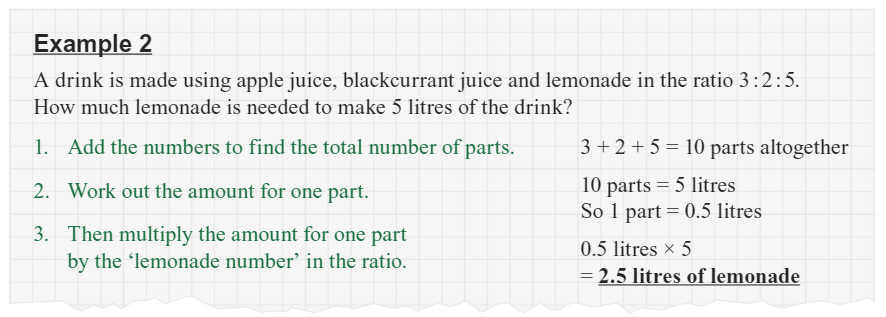 Example 2
A drink is made using apple juice, blackcurrant juice and lemonade in the ratio 3:2:5.
How much lemonade is needed to make 5 litres of the drink?
1. Add the numbers to find the total number of parts.
3 + 2 + 5 = 10 parts altogether
2. Work out the amount for one part.
10 parts = 5 litres
So 1 part = 0.5 litres
3. Then multiply the amount for one part
by the ‘lemonade number’ in the ratio.
0.5 litres × 5
= 2.5 litres of lemonade